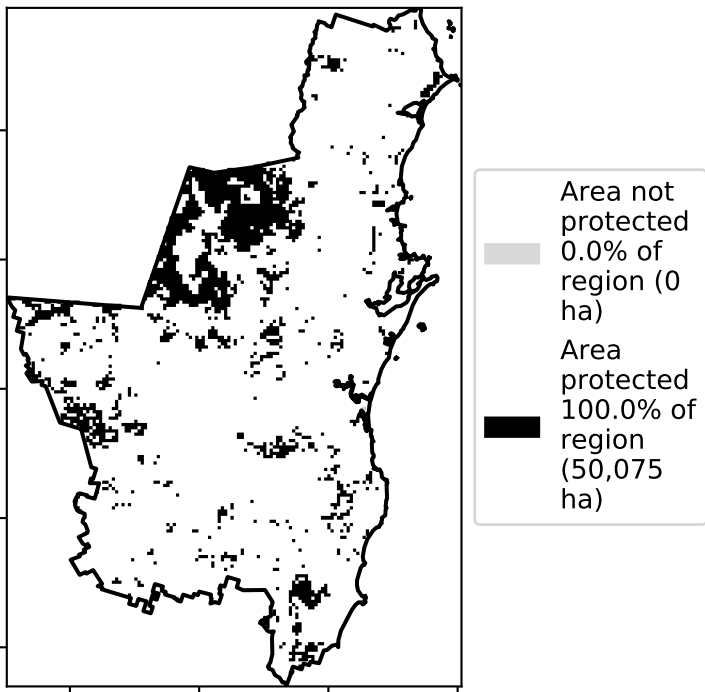 Area not
protected
0.0% of
region (0
ha)
Area
protected
100.0% of
region
(50,075
ha)